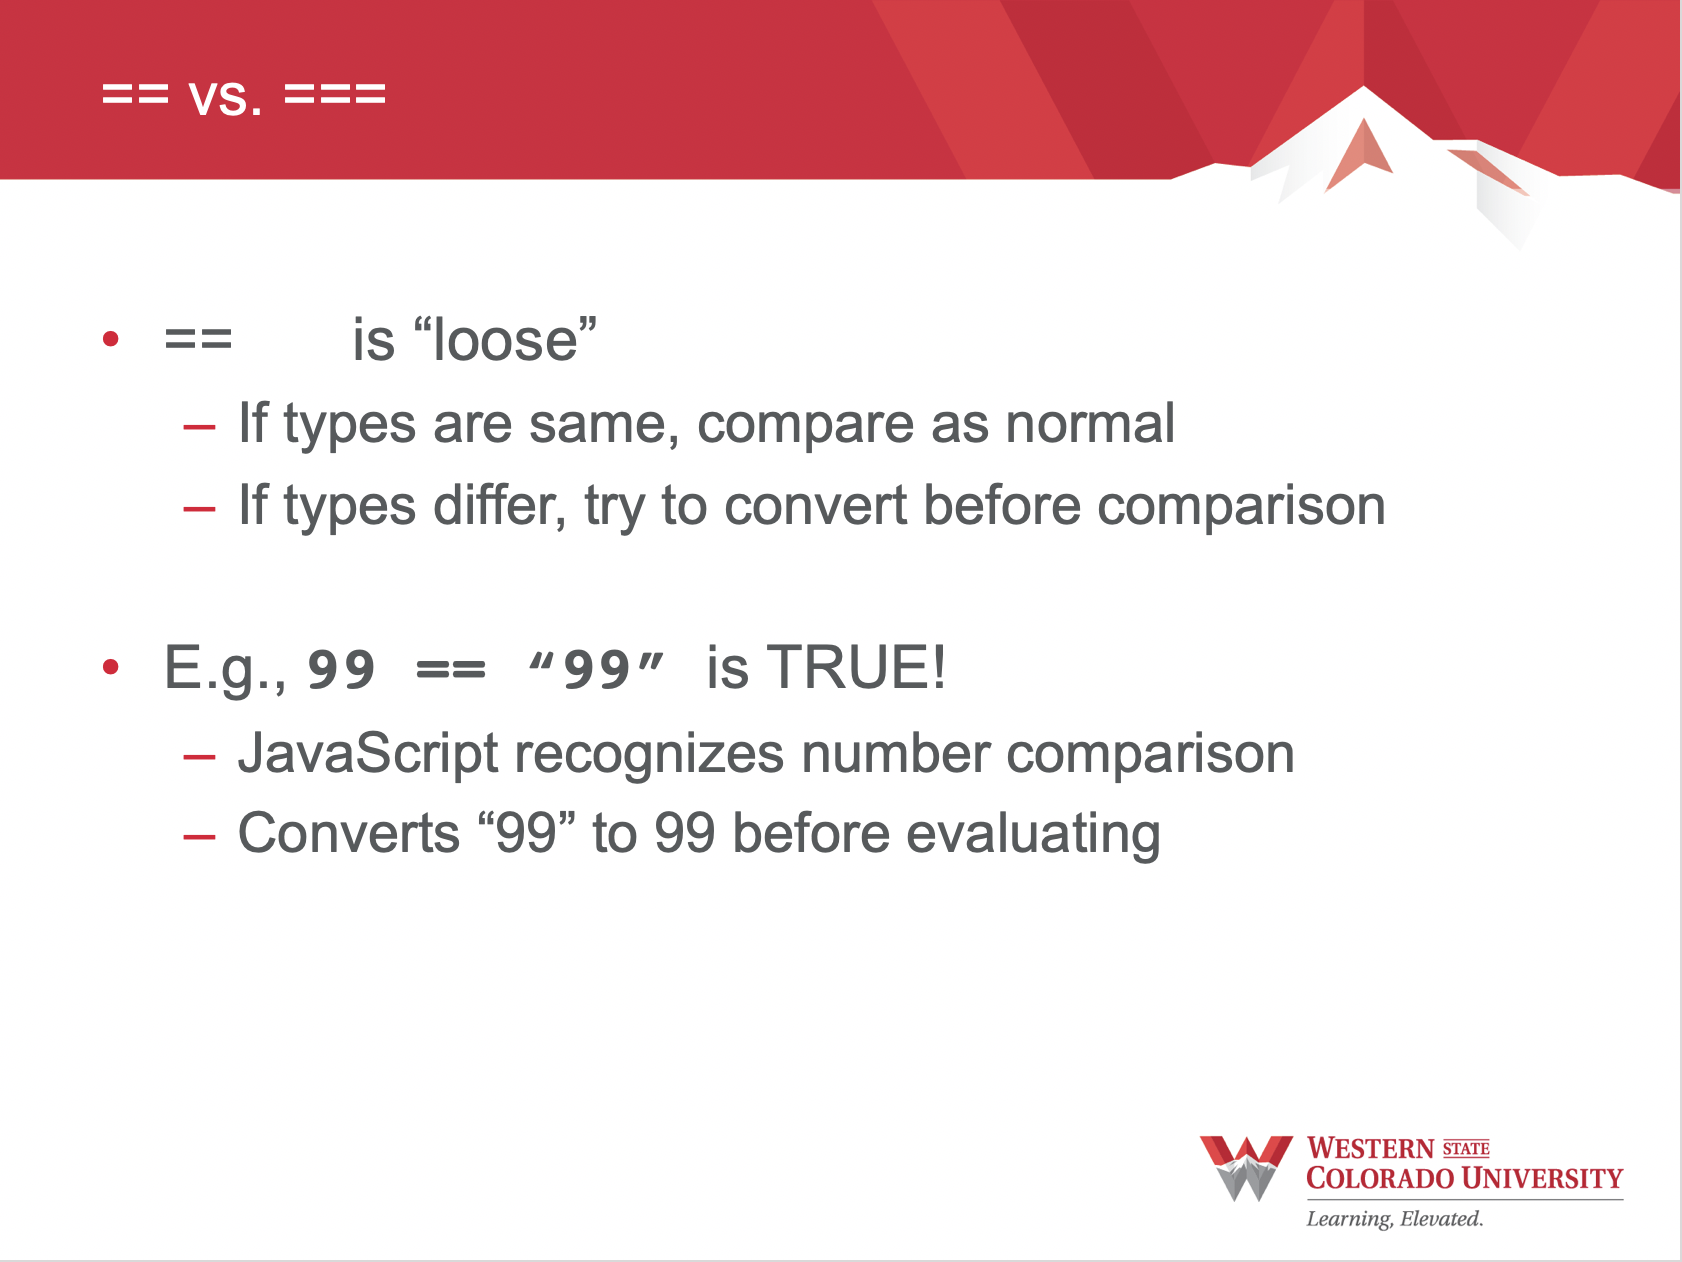 == vs. ===
• == is “loose”
– If types are same, compare as normal
– If types differ, try to convert before comparison
• E.g., 99 == “99” is TRUE!
– JavaScript recognizes number comparison
– Converts “99” to 99 before evaluating
WESTERN STATE
COLORADO UNIVERSITY
Learning, Elevated.